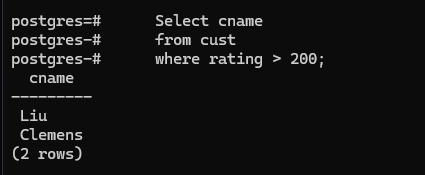 postgres=#      Select cname
postgres-#      from cust
postgres-#      where rating > 200;
  cname
---------
 Liu
 Clemens
(2 rows)